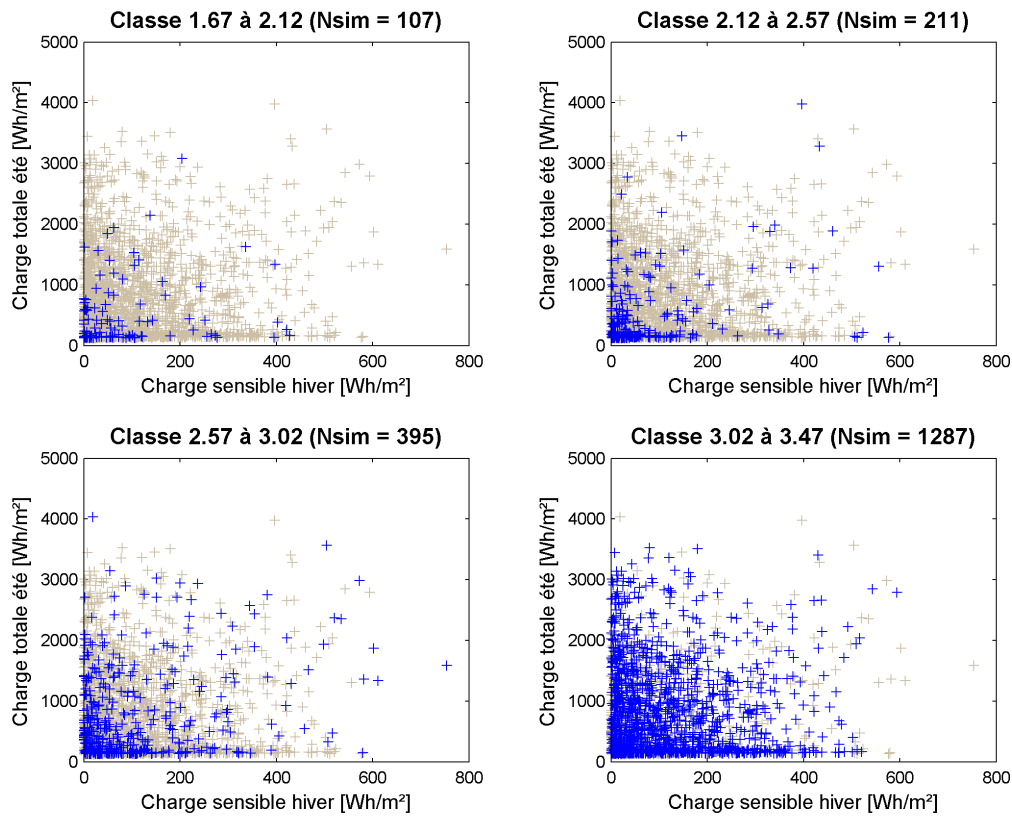 Classe 1.67 à 2.12 (Nsim = 107)
5000
4000
3000
2000
1000
0
Charge totale été [Wh/m²]
0 200 400 600 800
Charge sensible hiver [Wh/m²]
Classe 2.12 à 2.57 (Nsim = 211)
5000
4000
3000
2000
1000
0
Charge totale été [Wh/m²]
0 200 400 600 800
Charge sensible hiver [Wh/m²]
Classe 2.57 à 3.02 (Nsim = 395)
5000
4000
3000
2000
1000
0
Charge totale été [Wh/m²]
0 200 400 600 800
Charge sensible hiver [Wh/m²]
Classe 3.02 à 3.47 (Nsim = 1287)
5000
4000
3000
2000
1000
0
Charge totale été [Wh/m²]
0 200 400 600 800
Charge sensible hiver [Wh/m²]